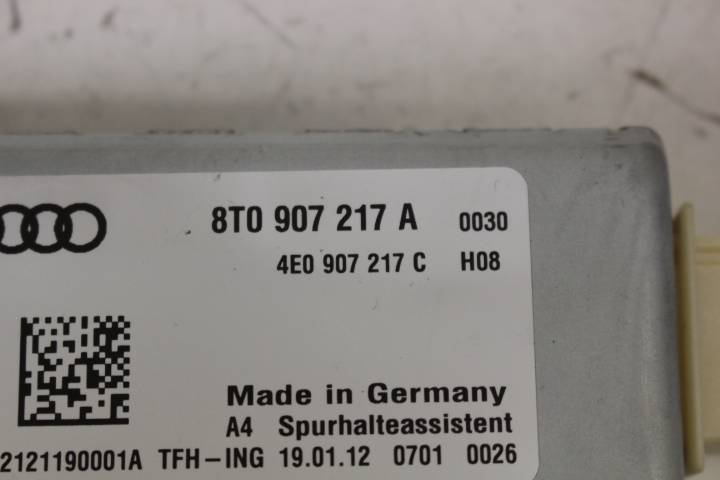 8T0 907 217 A 0030
4E0 907 217 C H08
Made in Germany
A4 Spurhalteassistent
2121190001A TFH-ING 19.01.12 0701 0026